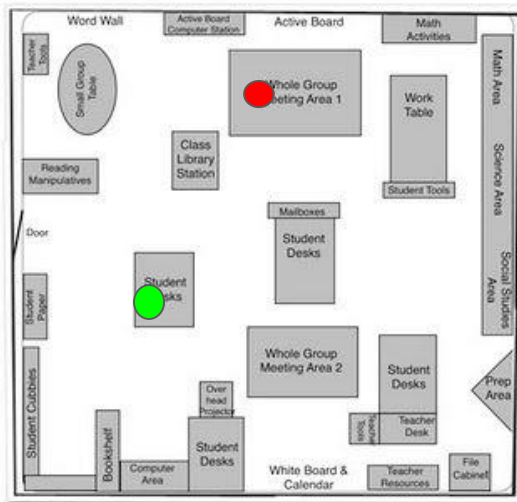 Word Wall
Active Board
Computer Station
Active Board
Math
Activities
Teacher
Tools
Small Group
Table
Whole Group
Meeting Area 1
Work
Table
Math Area
Class
Library
Station
Science Area
Reading
Manipulatives
Student Tools
Mailboxes
Door
Student
Desks
Social Studies
Area
Student
Desks
Student
Paper
Whole Group
Meeting Area 2
Student
Desks
Prep
Area
Student Cubbies
Over
head
Projector
Teacher
Tools
Teacher
Desk
Bookshelf
Student
Desks
Computer
Area
White Board &
Calendar
Teacher
Resources
File
Cabinet